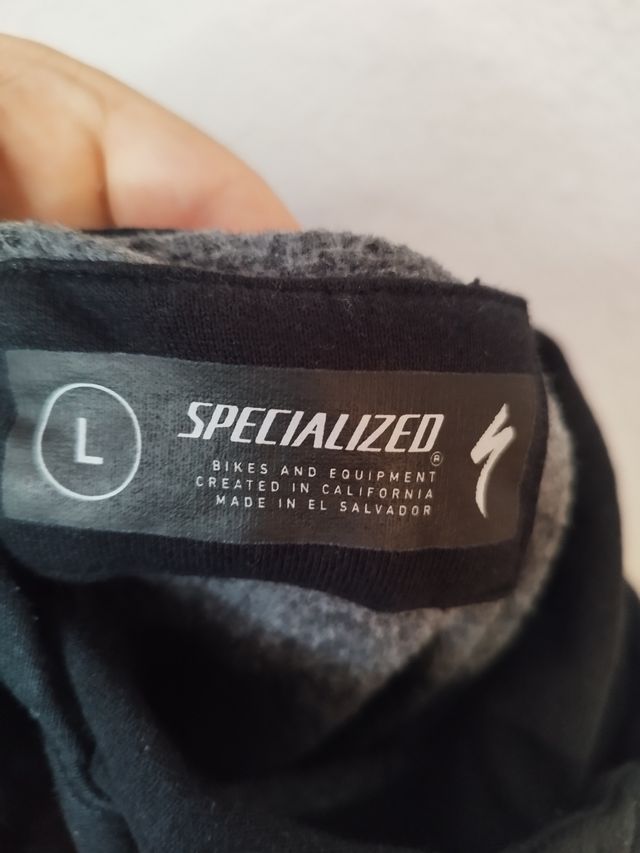 L
SPECIALIZED
®
BIKES AND EQUIPMENT
CREATED IN CALIFORNIA
MADE IN EL SALVADOR